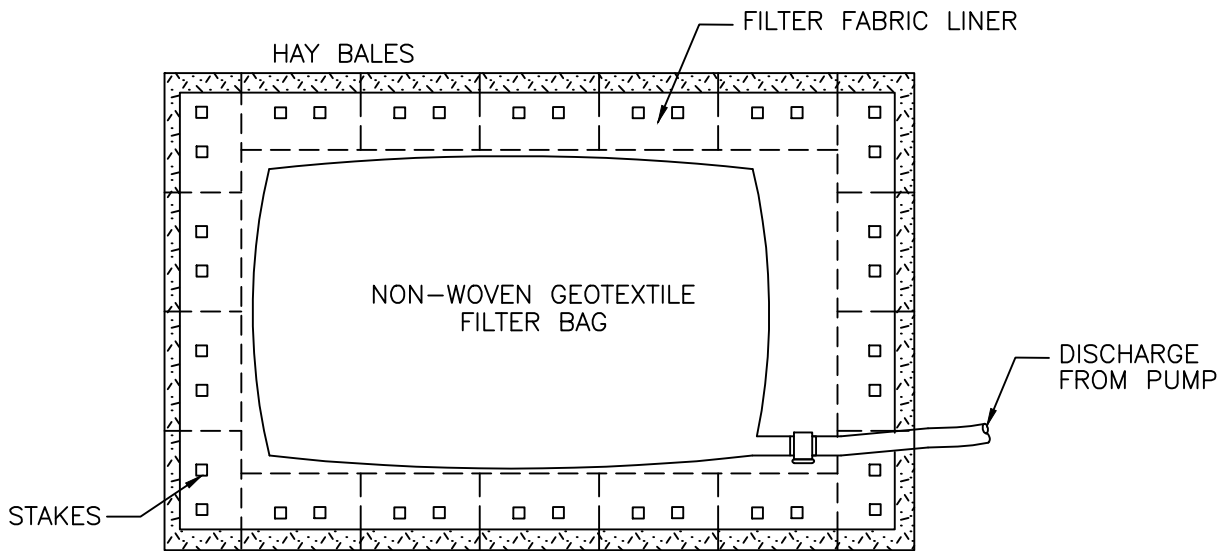 FILTER FABRIC LINER
HAY BALES
NON-WOVEN GEOTEXTILE
FILTER BAG
DISCHARGE
FROM PUMP
STAKES